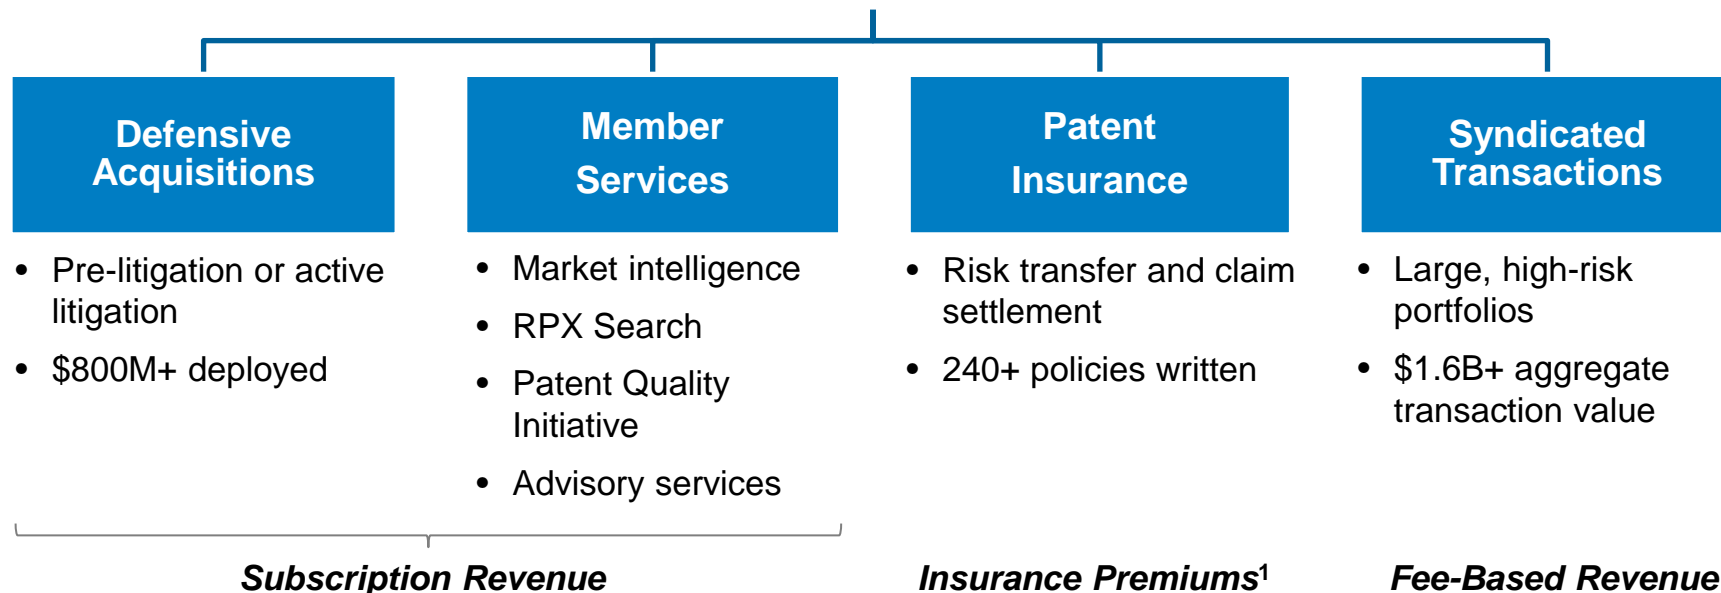 Defensive
Acquisitions
• Pre-litigation or active
litigation
• $800M+ deployed
Member
Services
• Market intelligence
• RPX Search
• Patent Quality
Initiative
• Advisory services
Subscription Revenue
Patent
Insurance
• Risk transfer and claim
settlement
• 240+ policies written
Insurance Premiums¹
Syndicated
Transactions
• Large, high-risk
portfolios
• $1.6B+ aggregate
transaction value
Fee-Based Revenue